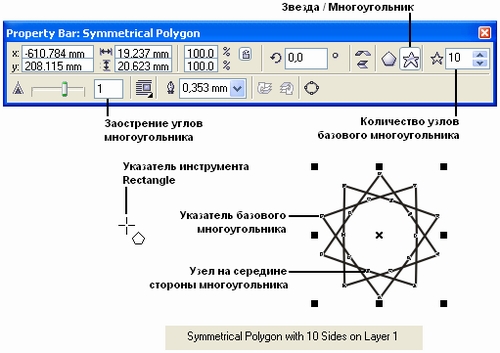 Звезда / Многоугольник
Property Bar: Symmetrical Polygon
x: -610.784 mm 19.237 mm 100.0 % 0,0 ° 10
y: 208.115 mm 20.623 mm 100.0 %
1 0,353 mm
Заострение углов
многоугольника
Количество узлов
базового многоугольника
Указатель инструмента
Rectangle
Указатель базового
многоугольника
Узел на середине
стороны многоугольника
Symmetrical Polygon with 10 Sides on Layer 1